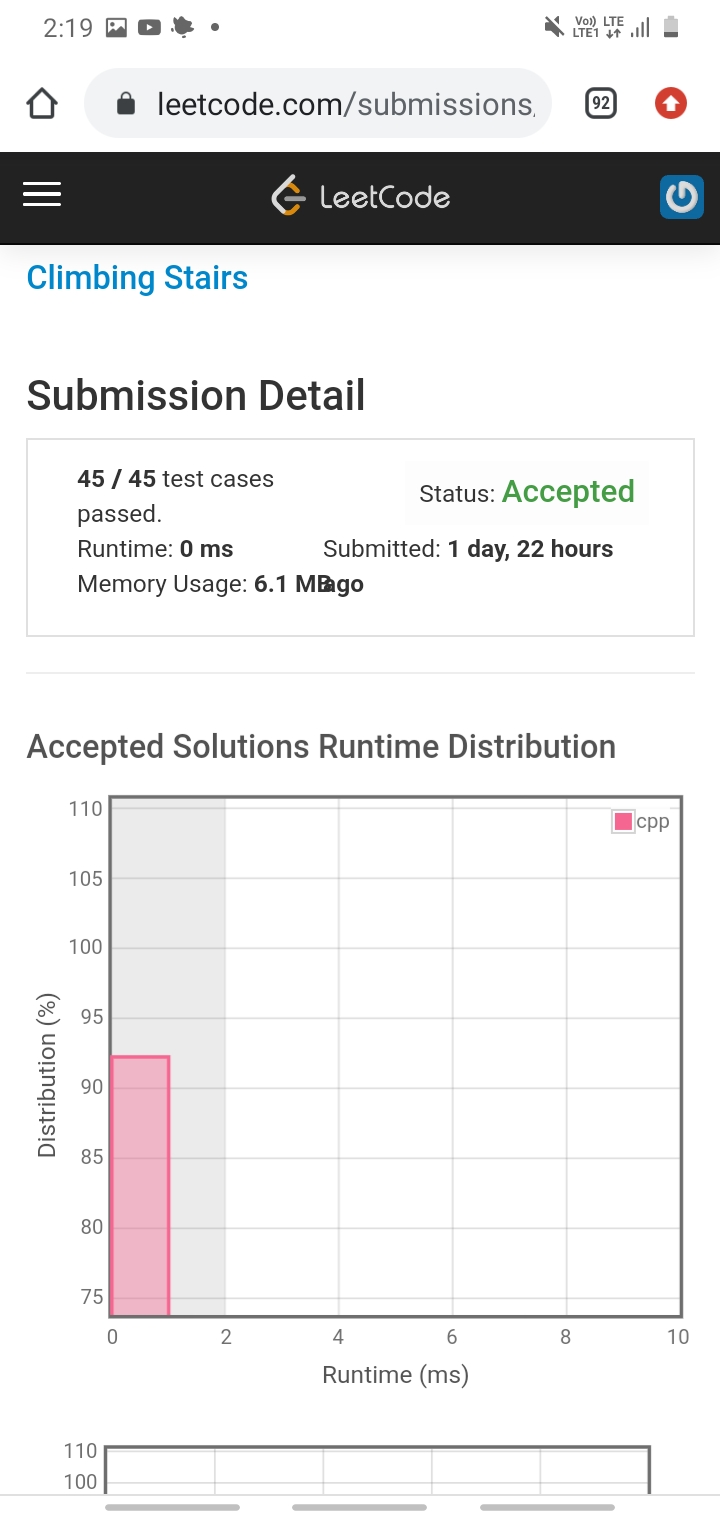 2:19
Vo)) LTE
LTE1
leetcode.com/submissions
92
LeetCode
Climbing Stairs
Submission Detail
45 / 45 test cases
passed.
Status: Accepted
Runtime: 0 ms
Submitted: 1 day, 22 hours
ago
Memory Usage: 6.1 MB
Accepted Solutions Runtime Distribution
cpp
110
105
100
95
90
85
80
75
Distribution (%)
0 2 4 6 8 10
Runtime (ms)
110
100